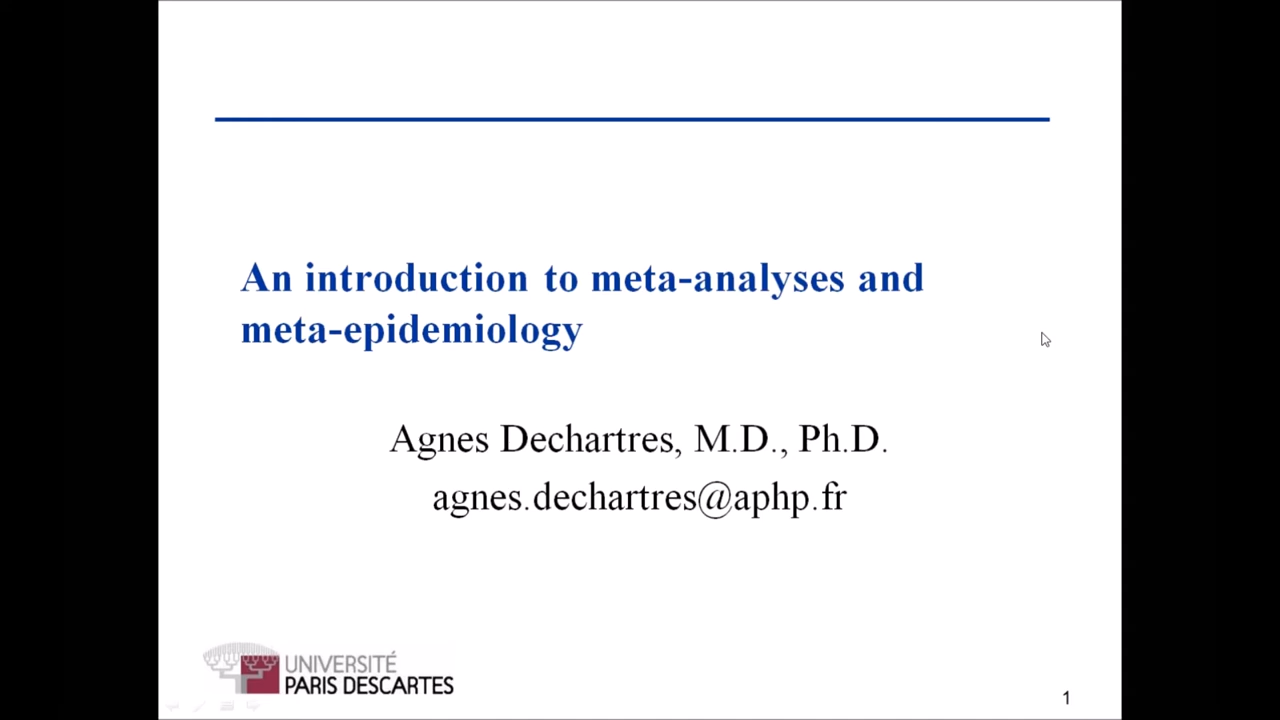 An introduction to meta-analyses and
meta-epidemiology
Agnes Dechartres, M.D., Ph.D.
agnes.dechartres@aphp.fr
UNIVERSITÉ
PARIS DESCARTES
1